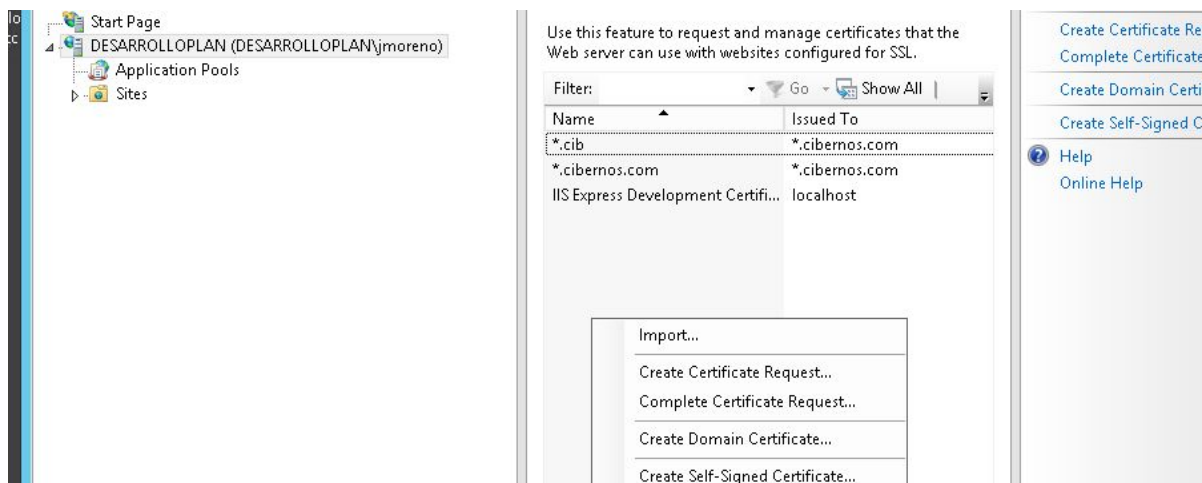 Start Page
DESARROLLOPLAN (DESARROLLOPLAN\jmoreno)
Application Pools
Sites
Use this feature to request and manage certificates that the
Web server can use with websites configured for SSL.
Filter: Go Show All
Name Issued To
*.cib *.cibernos.com
*.cibernos.com *.cibernos.com
IIS Express Development Certifi... localhost
Import...
Create Certificate Request...
Complete Certificate Request...
Create Domain Certificate...
Create Self-Signed Certificate...
Create Certificate Re
Complete Certificate
Create Domain Certi
Create Self-Signed C
Help
Online Help